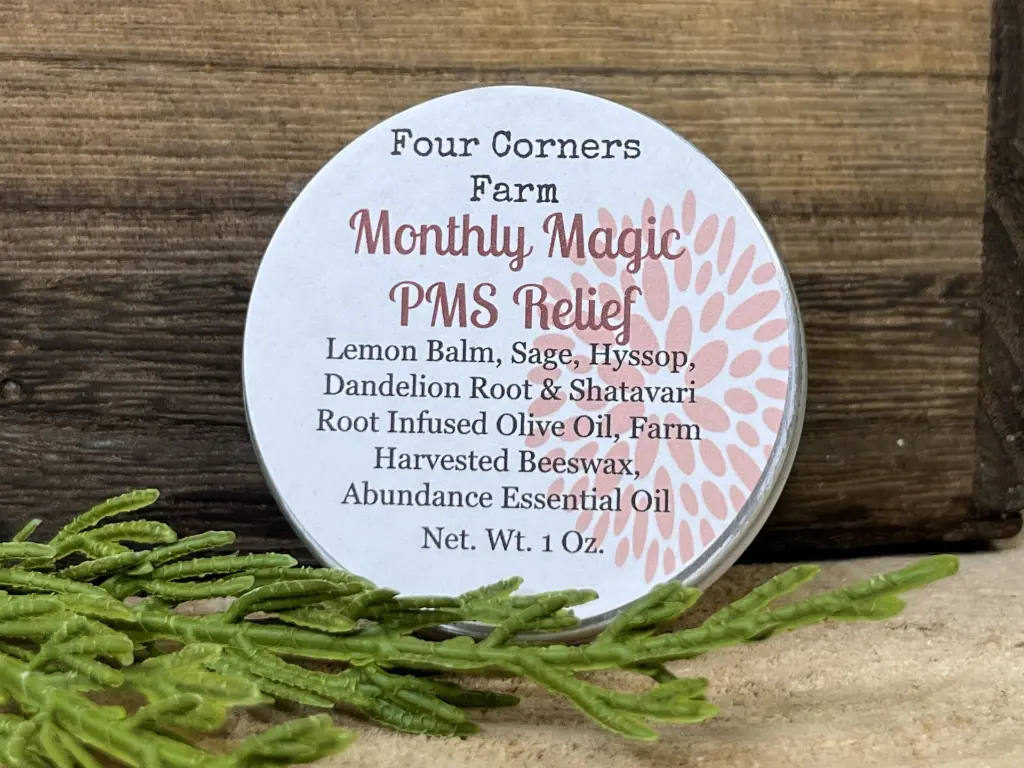 Four Corners
Farm
Monthly Magic
PMS Relief
Lemon Balm, Sage, Hyssop,
Dandelion Root & Shatavari
Root Infused Olive Oil, Farm
Harvested Beeswax,
Abundance Essential Oil
Net. Wt. 1 Oz.